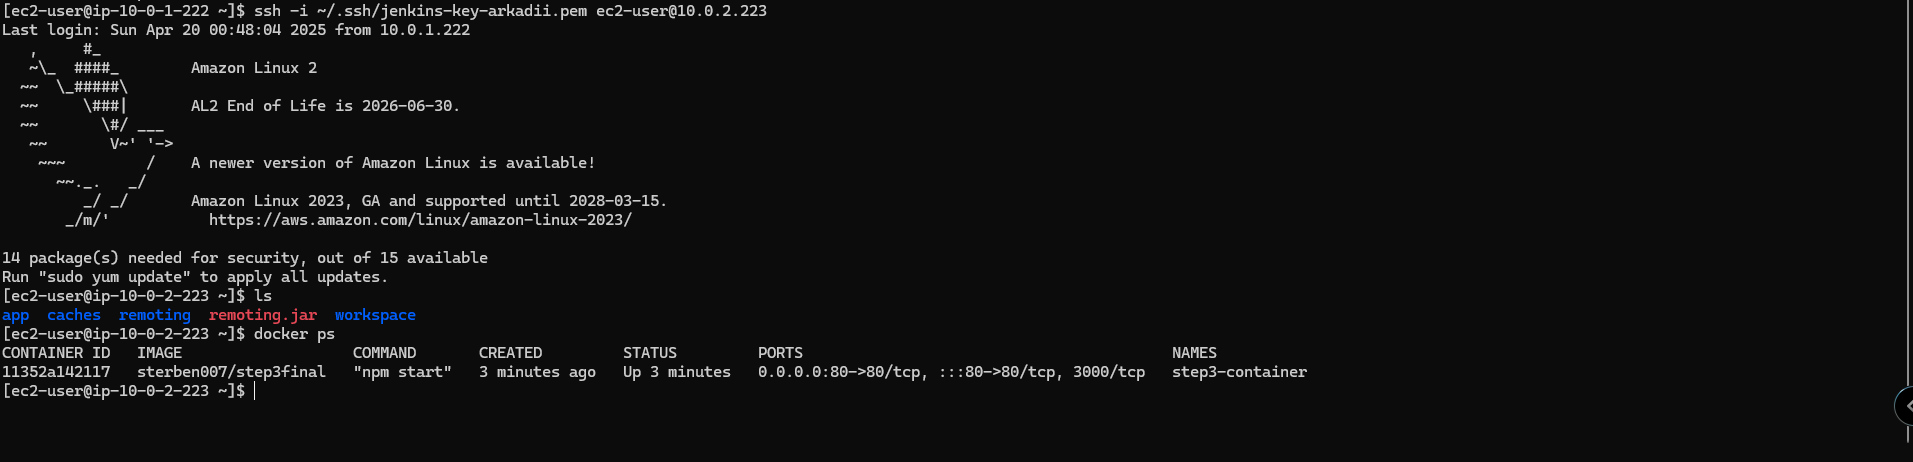 [ec2-user@ip-10-0-1-222 ~]$ ssh -i ~/.ssh/jenkins-key-arkadii.pem ec2-user@10.0.2.223
Last login: Sun Apr 20 00:48:04 2025 from 10.0.1.222
   ,     #_
   ~\_  ####_        Amazon Linux 2
  ~~  \_#####\
  ~~     \###|       AL2 End of Life is 2026-06-30.
  ~~       \#/ ___
   ~~       V~' '->
    ~~~         /    A newer version of Amazon Linux is available!
      ~~._.   _/
         _/ _/       Amazon Linux 2023, GA and supported until 2028-03-15.
       _/m/'           https://aws.amazon.com/linux/amazon-linux-2023/
14 package(s) needed for security, out of 15 available
Run "sudo yum update" to apply all updates.
[ec2-user@ip-10-0-2-223 ~]$ ls
app  caches  remoting  remoting.jar  workspace
[ec2-user@ip-10-0-2-223 ~]$ docker ps
CONTAINER ID   IMAGE                   COMMAND       CREATED         STATUS         PORTS                                         NAMES
11352a142117   sterben007/step3final   "npm start"   3 minutes ago   Up 3 minutes   0.0.0.0:80->80/tcp, :::80->80/tcp, 3000/tcp   step3-container
[ec2-user@ip-10-0-2-223 ~]$